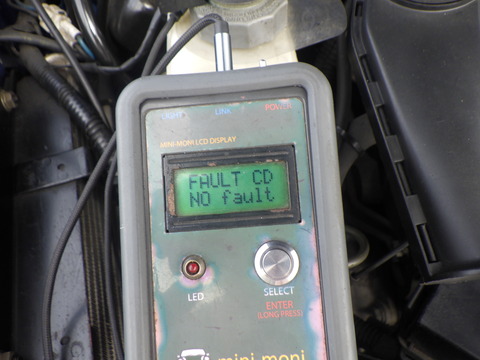 LIGHT LINK POWER
MINI-MONI LCD DISPLAY
FAULT CD
NO fault
LED SELECT
ENTER
(LONG PRESS)
mini moni